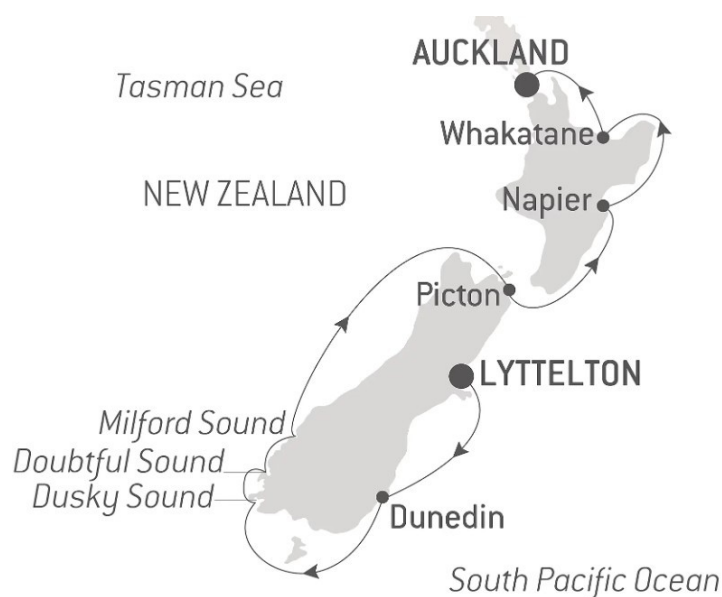 AUCKLAND
Tasman Sea
Whakatane
NEW ZEALAND
Napier
Picton
LYTTELTON
Milford Sound
Doubtful Sound
Dusky Sound
Dunedin
South Pacific Ocean